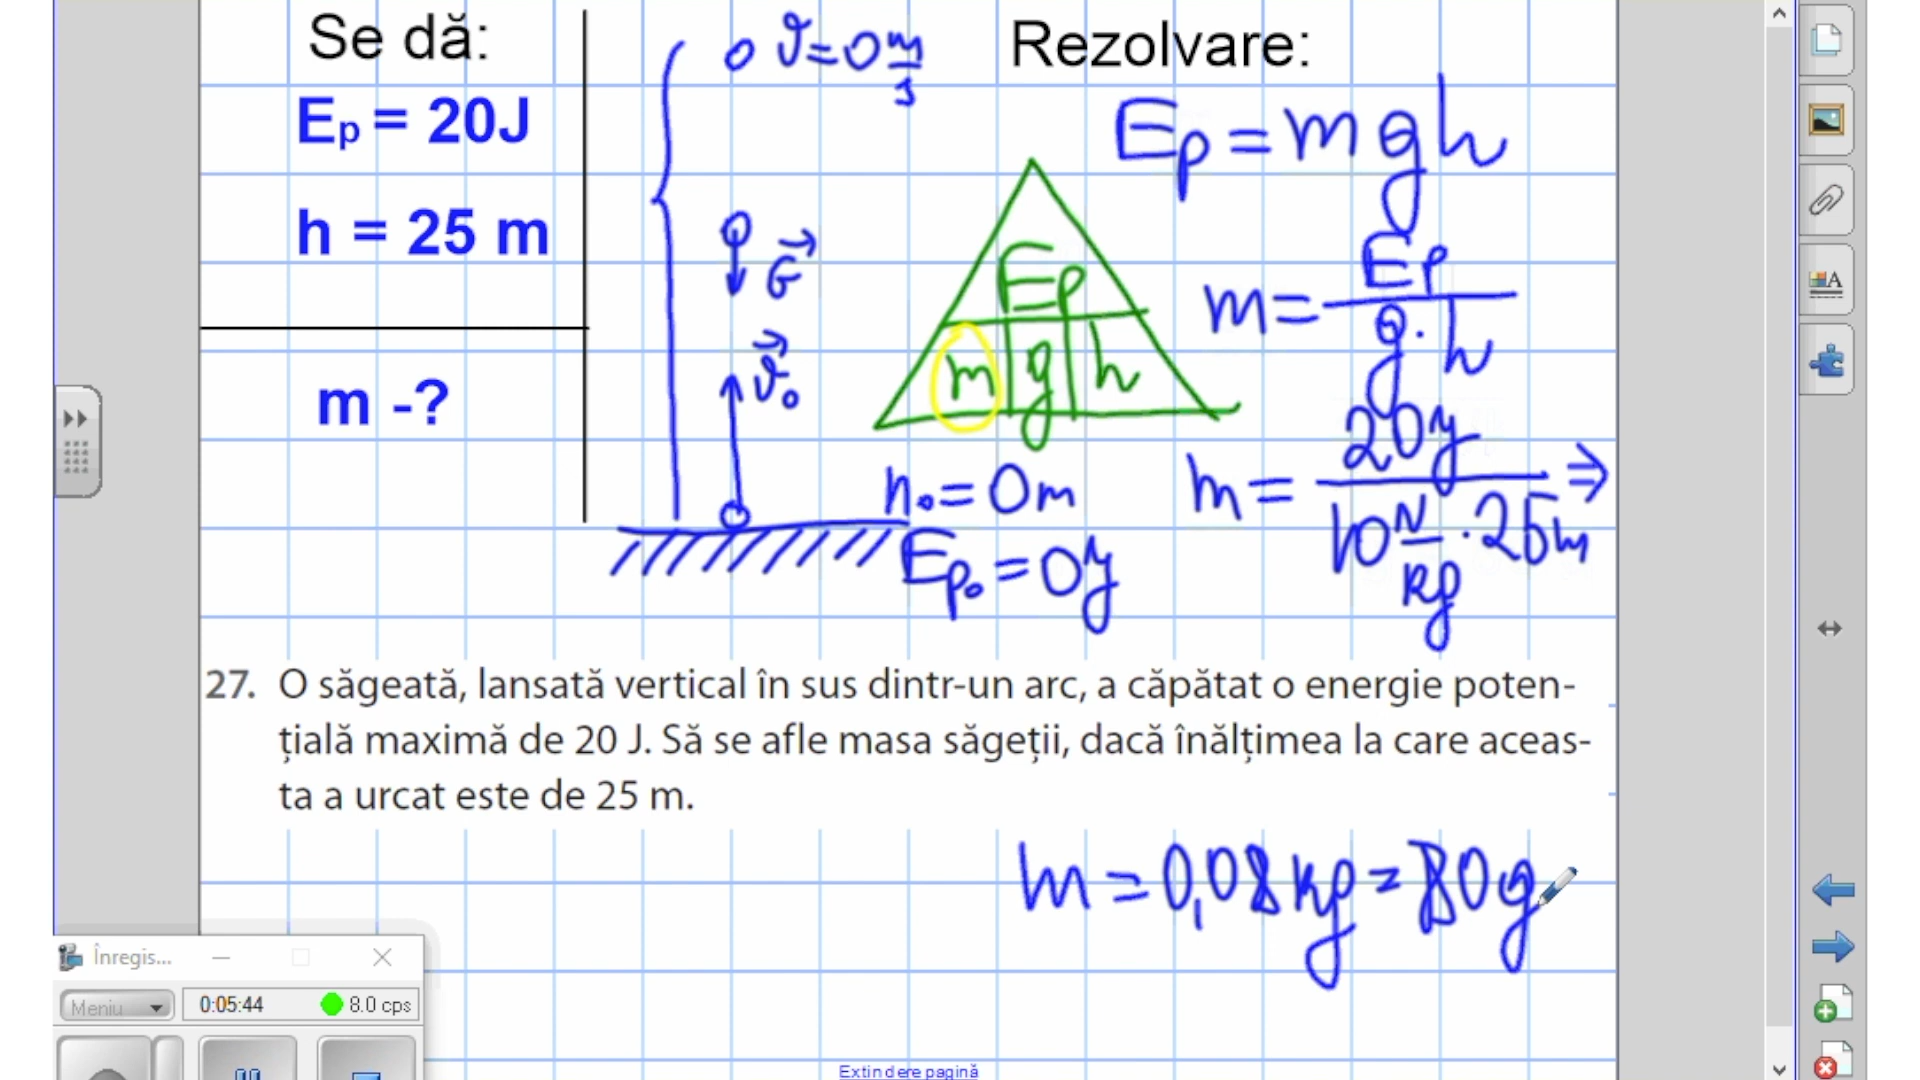 Se dă:
Ep = 20J
h = 25 m
m -?
ϑ=0 m/s
G⃗
ϑ⃗₀
Ep
m g h
h₀=0m
Ep₀=0J
Rezolvare:
Ep=mgh
m= Ep/g·h
m= 20J/10 N/kg ·25m ⇒
27. O săgeată, lansată vertical în sus dintr-un arc, a căpătat o energie poten-
țială maximă de 20 J. Să se afle masa săgeții, dacă înălțimea la care aceas-
ta a urcat este de 25 m.
m=0,08kg=80g
Înregis...
Meniu
0:05:44
8.0 cps
Extindere pagină